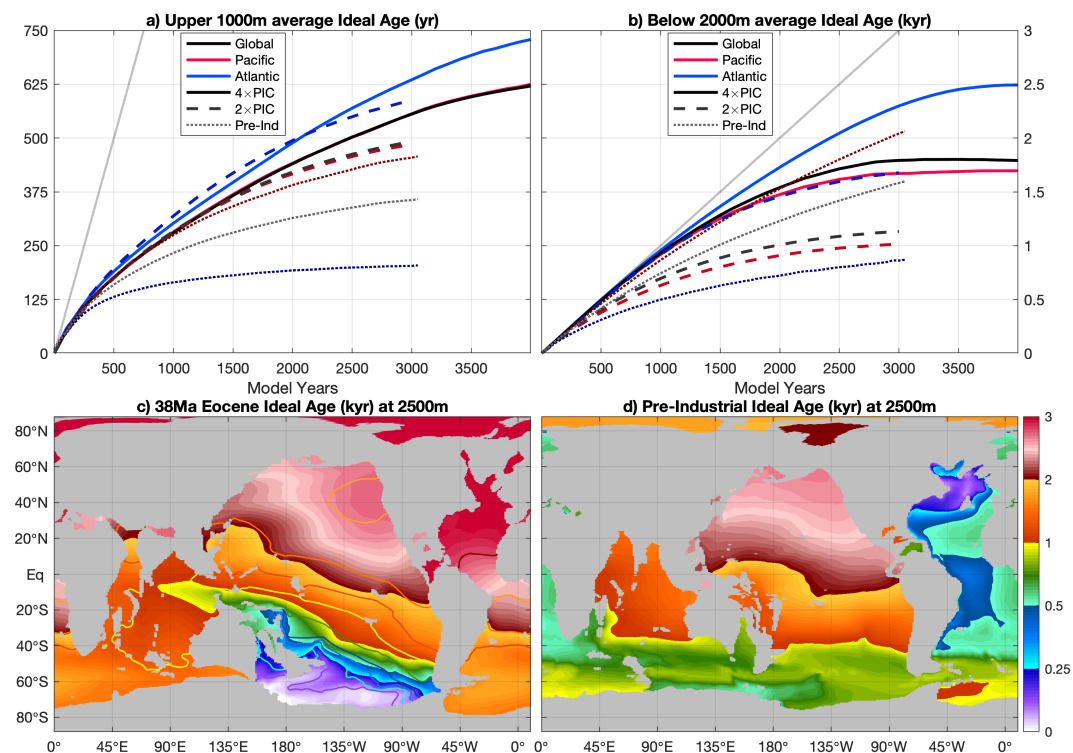 a) Upper 1000m average Ideal Age (yr)
750
625
500
375
250
125
0
Global
Pacific
Atlantic
4×PIC
2×PIC
Pre-Ind
500 1000 1500 2000 2500 3000 3500
Model Years
b) Below 2000m average Ideal Age (kyr)
Global
Pacific
Atlantic
4×PIC
2×PIC
Pre-Ind
3
2.5
2
1.5
1
0.5
0
500 1000 1500 2000 2500 3000 3500
Model Years
c) 38Ma Eocene Ideal Age (kyr) at 2500m
80°N
60°N
40°N
20°N
Eq
20°S
40°S
60°S
80°S
0° 45°E 90°E 135°E 180° 135°W 90°W 45°W 0°
d) Pre-Industrial Ideal Age (kyr) at 2500m
0° 45°E 90°E 135°E 180° 135°W 90°W 45°W 0°
3
2
1
0.5
0.25
0